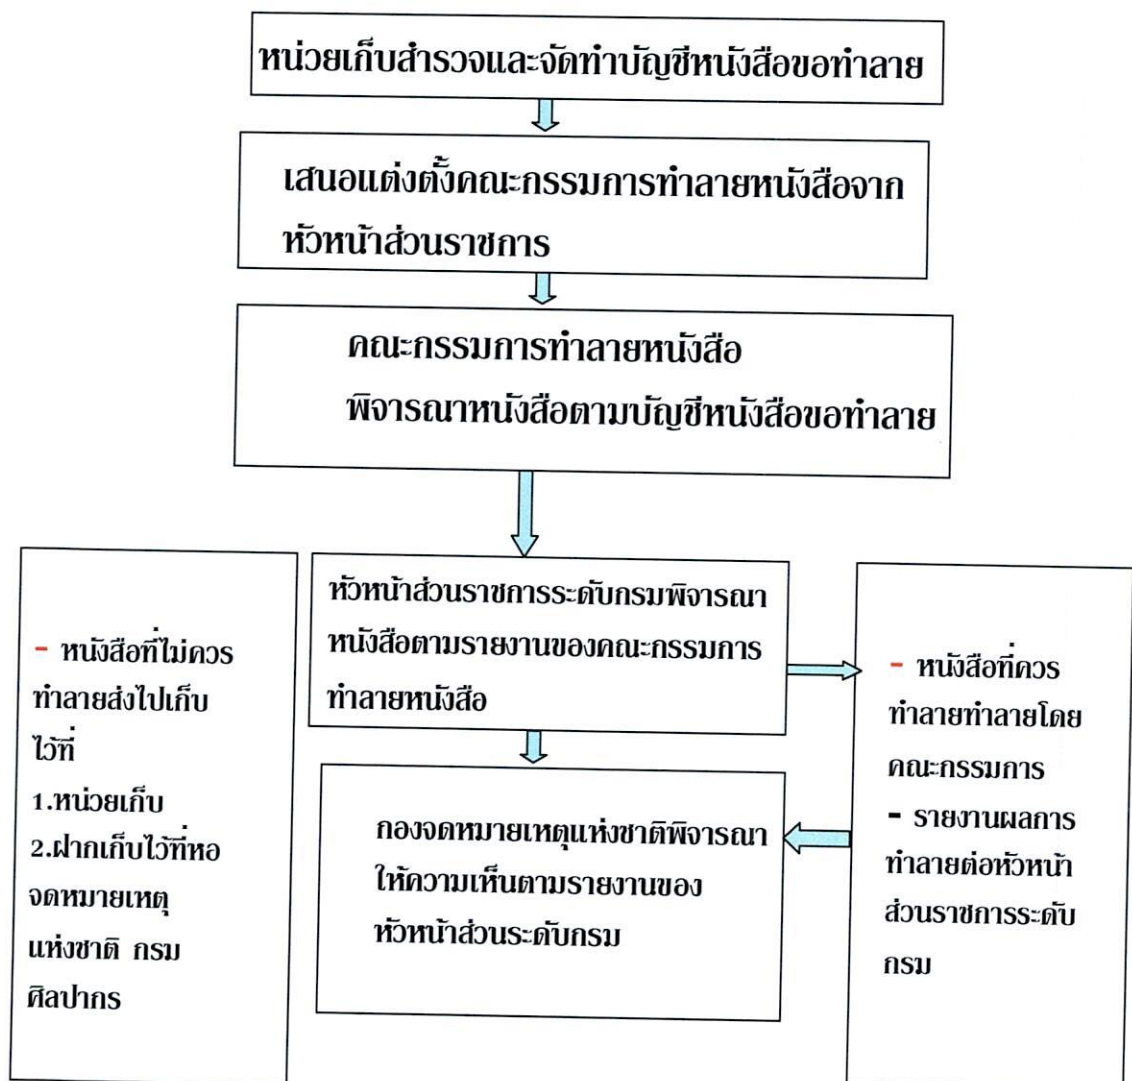 หน่วยเก็บสำรวจและจัดทำบัญชีหนังสือขอทำลาย
เสนอแต่งตั้งคณะกรรมการทำลายหนังสือจาก
หัวหน้าส่วนราชการ
คณะกรรมการทำลายหนังสือ
พิจารณาหนังสือตามบัญชีหนังสือขอทำลาย
- หนังสือที่ไม่ควร
ทำลายส่งไปเก็บ
ไว้ที่
1.หน่วยเก็บ
2.ฝากเก็บไว้ที่หอ
จดหมายเหตุ
แห่งชาติ กรม
ศิลปากร
หัวหน้าส่วนราชการระดับกรมพิจารณา
หนังสือตามรายงานของคณะกรรมการ
ทำลายหนังสือ
กองจดหมายเหตุแห่งชาติพิจารณา
ให้ความเห็นตามรายงานของ
หัวหน้าส่วนระดับกรม
- หนังสือที่ควร
ทำลายทำลายโดย
คณะกรรมการ
- รายงานผลการ
ทำลายต่อหัวหน้า
ส่วนราชการระดับ
กรม